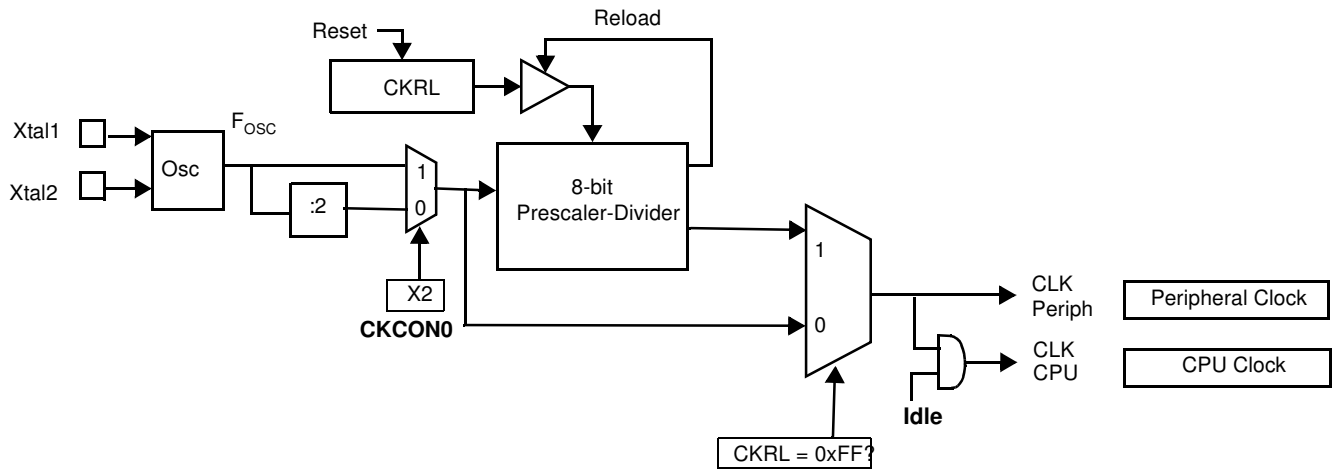 Reload
Reset
CKRL
Xtal1
Xtal2
Osc
FOSC
:2
1
0
X2
CKCON0
8-bit
Prescaler-Divider
1
0
CKRL = 0xFF?
CLK
Periph
Peripheral Clock
CLK
CPU
CPU Clock
Idle